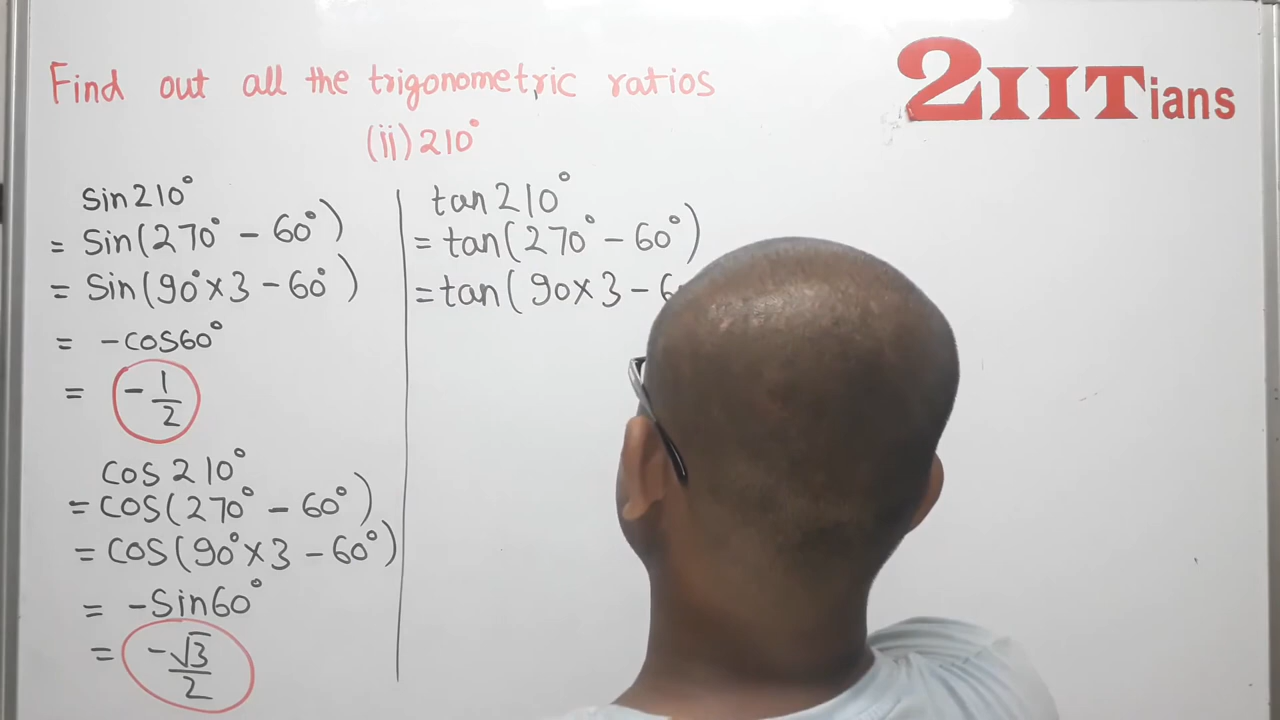 Find out all the trigonometric ratios
2IITians
(ii) 210°
sin210°
= Sin(270° - 60°)
= Sin(90°×3 - 60°)
= -cos60°
= -1/2
cos 210°
= cos(270° - 60°)
= cos(90°×3 - 60°)
= -Sin60°
= -√3/2
tan 210°
= tan(270° - 60°)
= tan(90×3 -